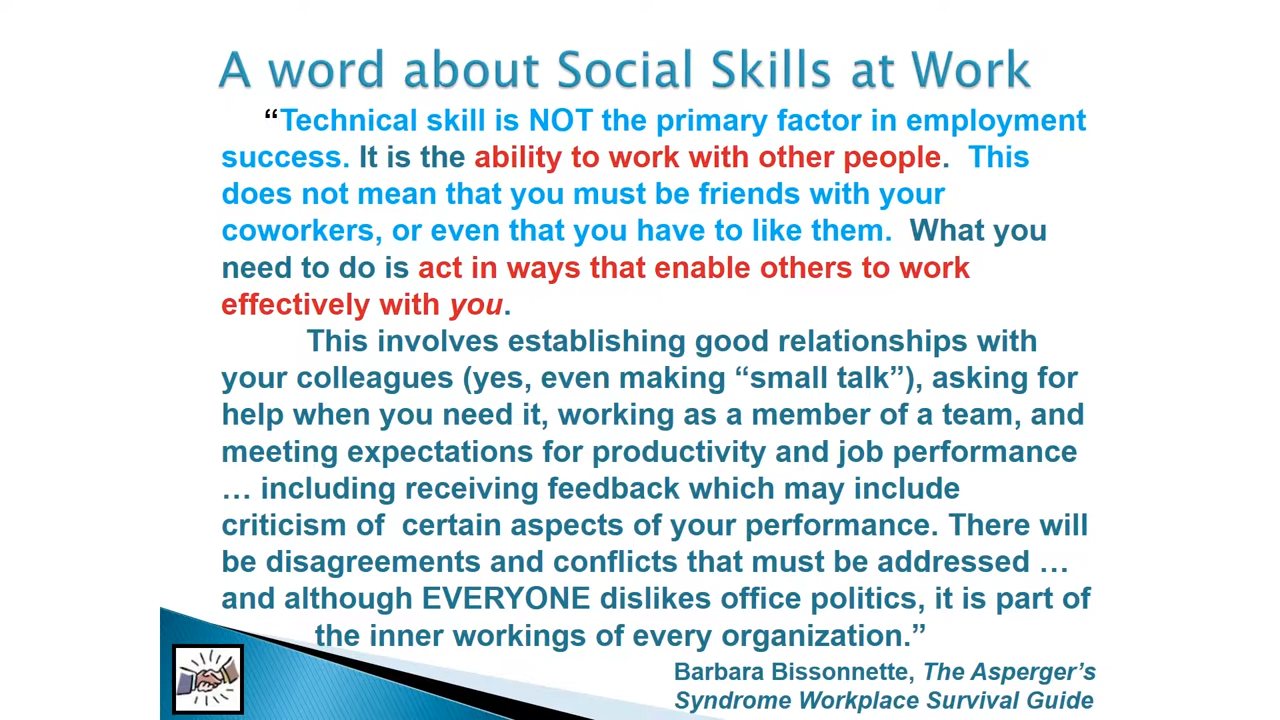 A word about Social Skills at Work
“Technical skill is NOT the primary factor in employment
success. It is the ability to work with other people.  This
does not mean that you must be friends with your
coworkers, or even that you have to like them.  What you
need to do is act in ways that enable others to work
effectively with you.
This involves establishing good relationships with
your colleagues (yes, even making “small talk”), asking for
help when you need it, working as a member of a team, and
meeting expectations for productivity and job performance
… including receiving feedback which may include
criticism of  certain aspects of your performance. There will
be disagreements and conflicts that must be addressed …
and although EVERYONE dislikes office politics, it is part of
the inner workings of every organization.”
Barbara Bissonnette, The Asperger’s
Syndrome Workplace Survival Guide